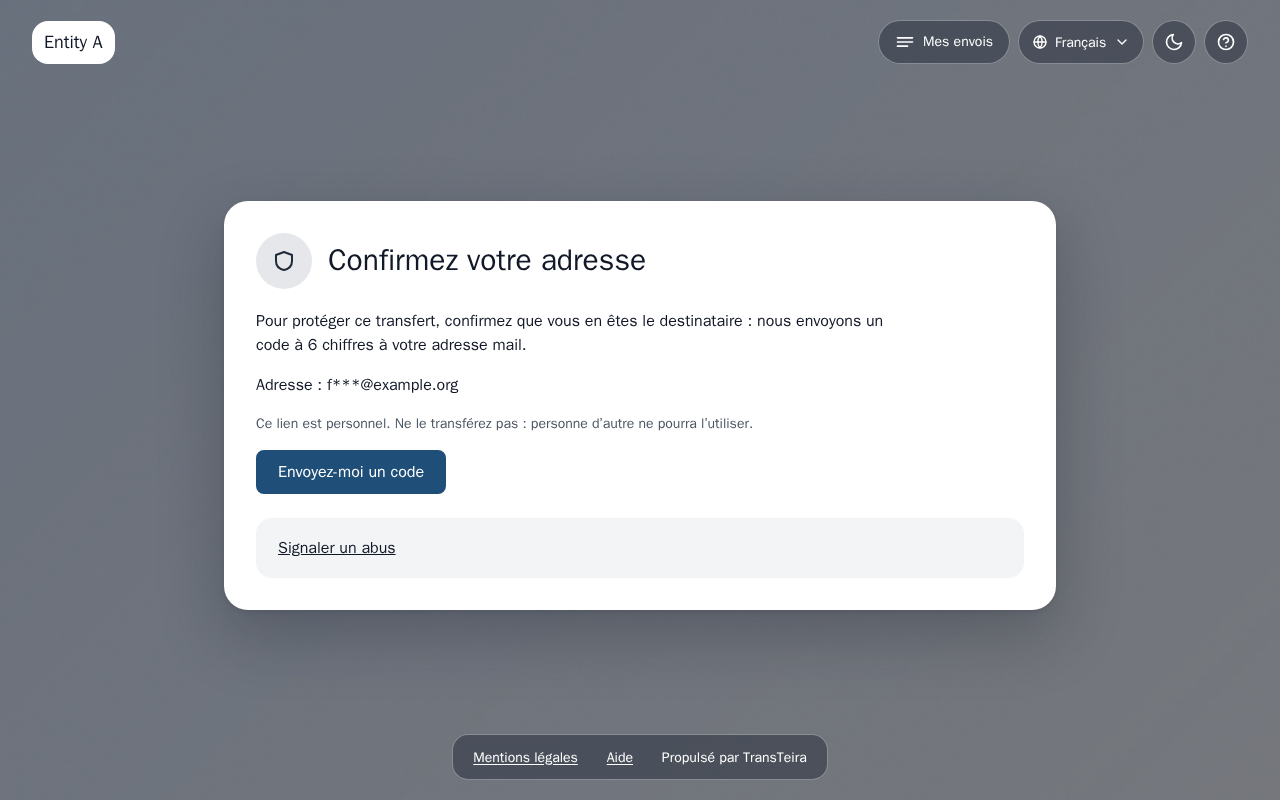 Entity A
Mes envois
Français
Confirmez votre adresse
Pour protéger ce transfert, confirmez que vous en êtes le destinataire : nous envoyons un
code à 6 chiffres à votre adresse mail.
Adresse : f***@example.org
Ce lien est personnel. Ne le transférez pas : personne d'autre ne pourra l'utiliser.
Envoyez-moi un code
Signaler un abus
Mentions légales
Aide
Propulsé par TransTeira